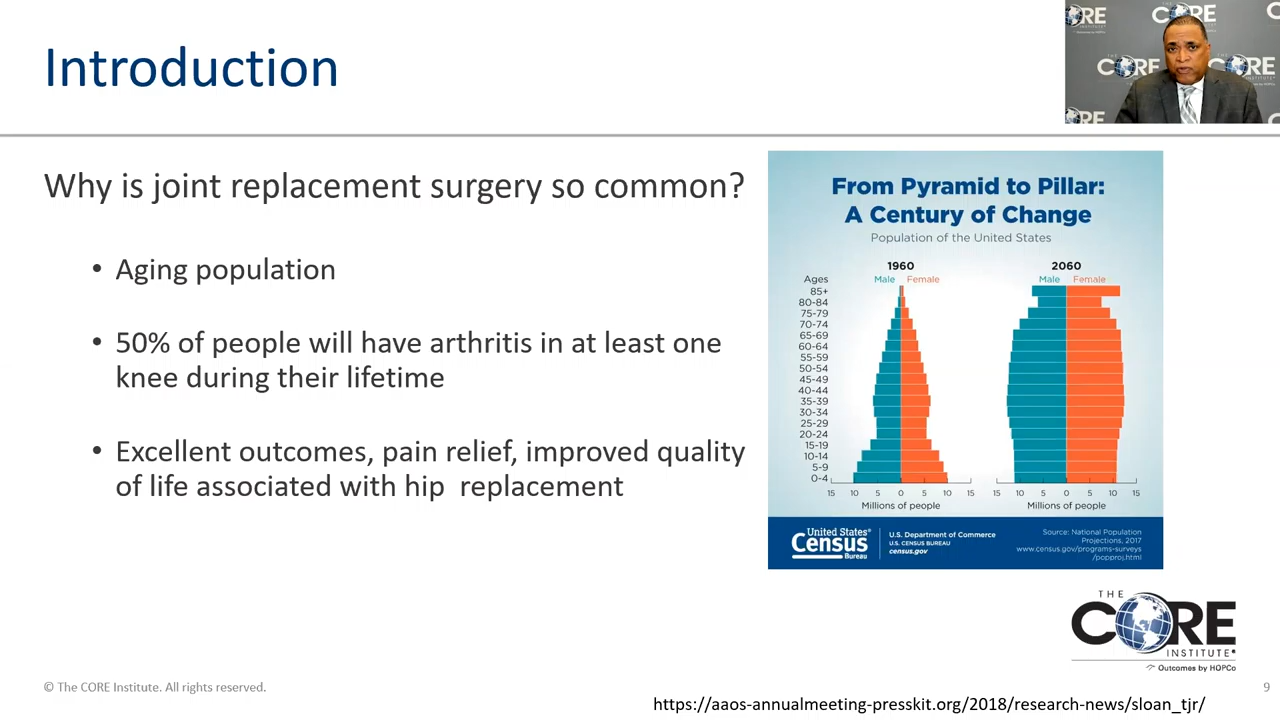 Introduction
THE
CORE
INSTITUTE
Why is joint replacement surgery so common?
• Aging population
• 50% of people will have arthritis in at least one
knee during their lifetime
• Excellent outcomes, pain relief, improved quality
of life associated with hip  replacement
From Pyramid to Pillar:
A Century of Change
Population of the United States
1960
2060
Ages
Male
Female
Male
Female
85+
80-84
75-79
70-74
65-69
60-64
55-59
50-54
45-49
40-44
35-39
30-34
25-29
20-24
15-19
10-14
5-9
0-4
15 10 5 0 5 10 15
15 10 5 0 5 10 15
Millions of people
Millions of people
United States®
Census
Bureau
U.S. Department of Commerce
U.S. CENSUS BUREAU
census.gov
Source: National Population
Projections, 2017
www.census.gov/programs-surveys
/popproj.html
THE
CORE
INSTITUTE®
Outcomes by HOPCo
© The CORE Institute. All rights reserved.
9
https://aaos-annualmeeting-presskit.org/2018/research-news/sloan_tjr/